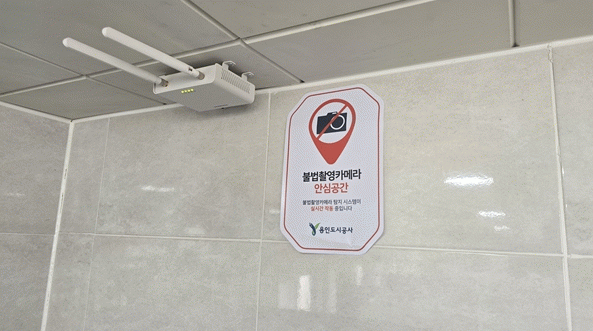 불법촬영카메라
안심공간
불법촬영카메라 탐지 시스템이
실시간 작동 중입니다
용인도시공사